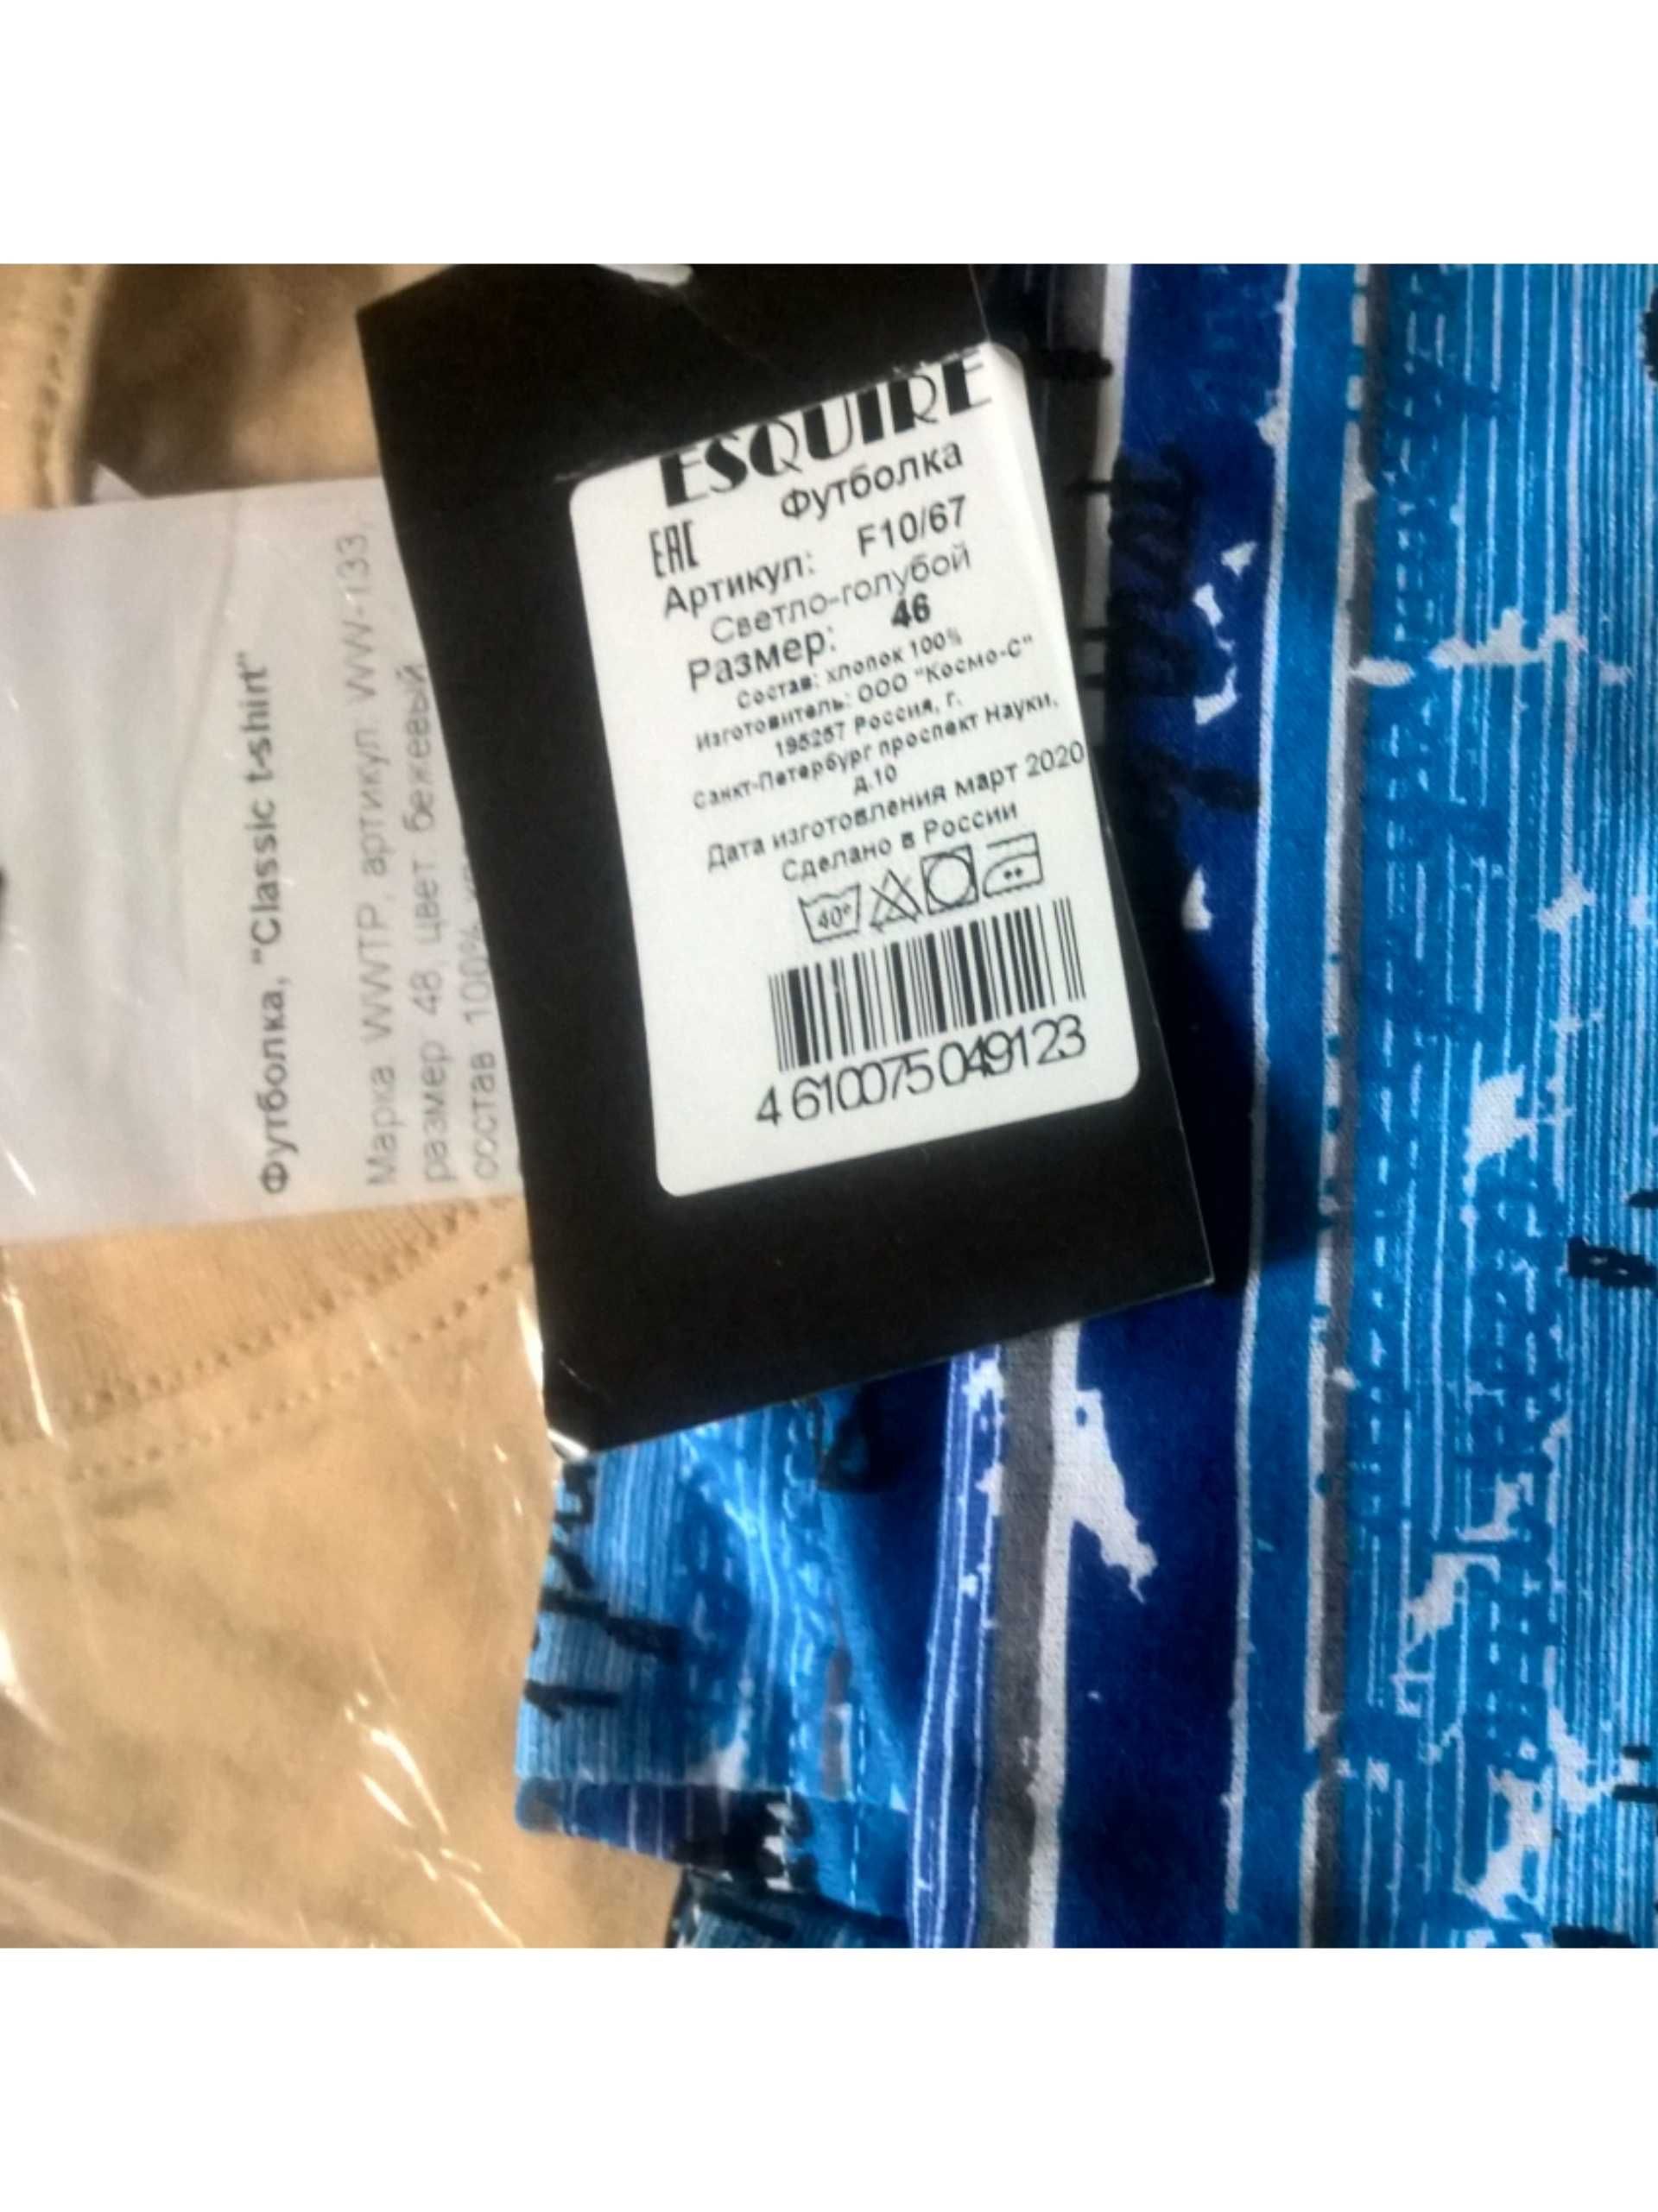 ESQUIRE
Футболка
EAC
Артикул: F10/67
Светло-голубой
Размер: 46
Состав: хлопок 100%
Изготовитель: ООО "Космо-С"
195267 Россия, г.
Санкт-Петербург проспект Науки,
д.10
Дата изготовления март 2020
Сделано в России
40°
4 610075 049123
Футболка, "Classic t-shirt"
Марка WWTP, артикул WW-133,
размер 48, цвет бежевый
состав 100%